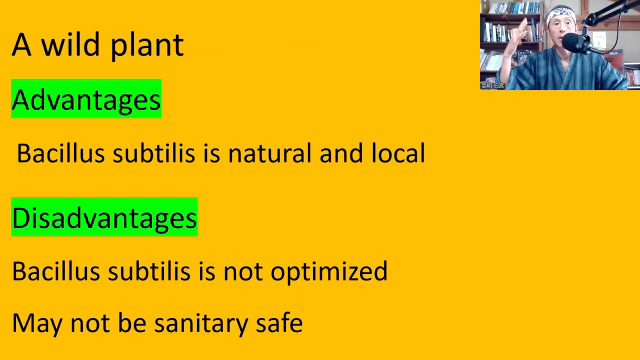 A wild plant
Advantages
Bacillus subtilis is natural and local
Disadvantages
Bacillus subtilis is not optimized
May not be sanitary safe